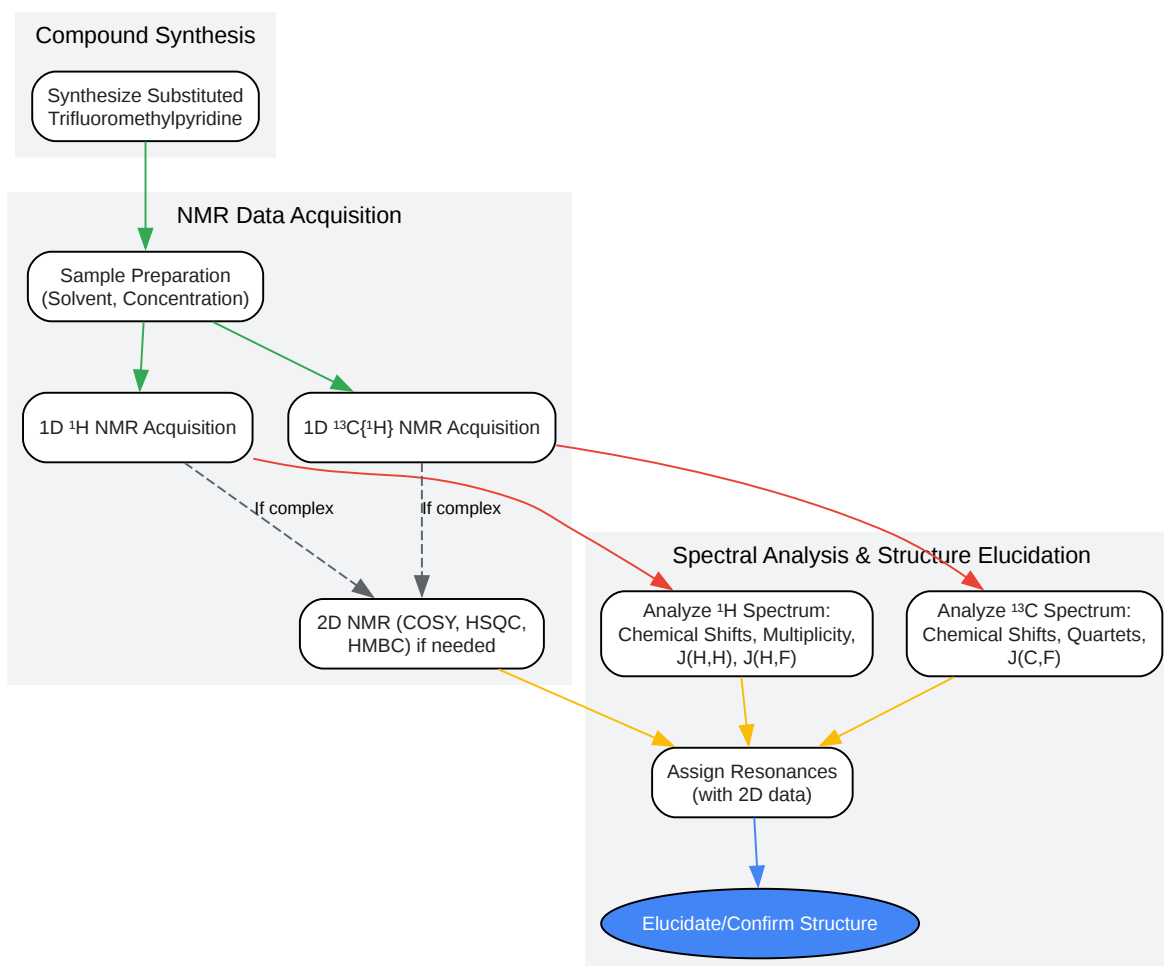 Compound Synthesis
Synthesize Substituted
Trifluoromethylpyridine
NMR Data Acquisition
Sample Preparation
(Solvent, Concentration)
1D ¹H NMR Acquisition
1D ¹³C{¹H} NMR Acquisition
If complex
If complex
2D NMR (COSY, HSQC,
HMBC) if needed
Spectral Analysis & Structure Elucidation
Analyze ¹H Spectrum:
Chemical Shifts, Multiplicity,
J(H,H), J(H,F)
Analyze ¹³C Spectrum:
Chemical Shifts, Quartets,
J(C,F)
Assign Resonances
(with 2D data)
Elucidate/Confirm Structure